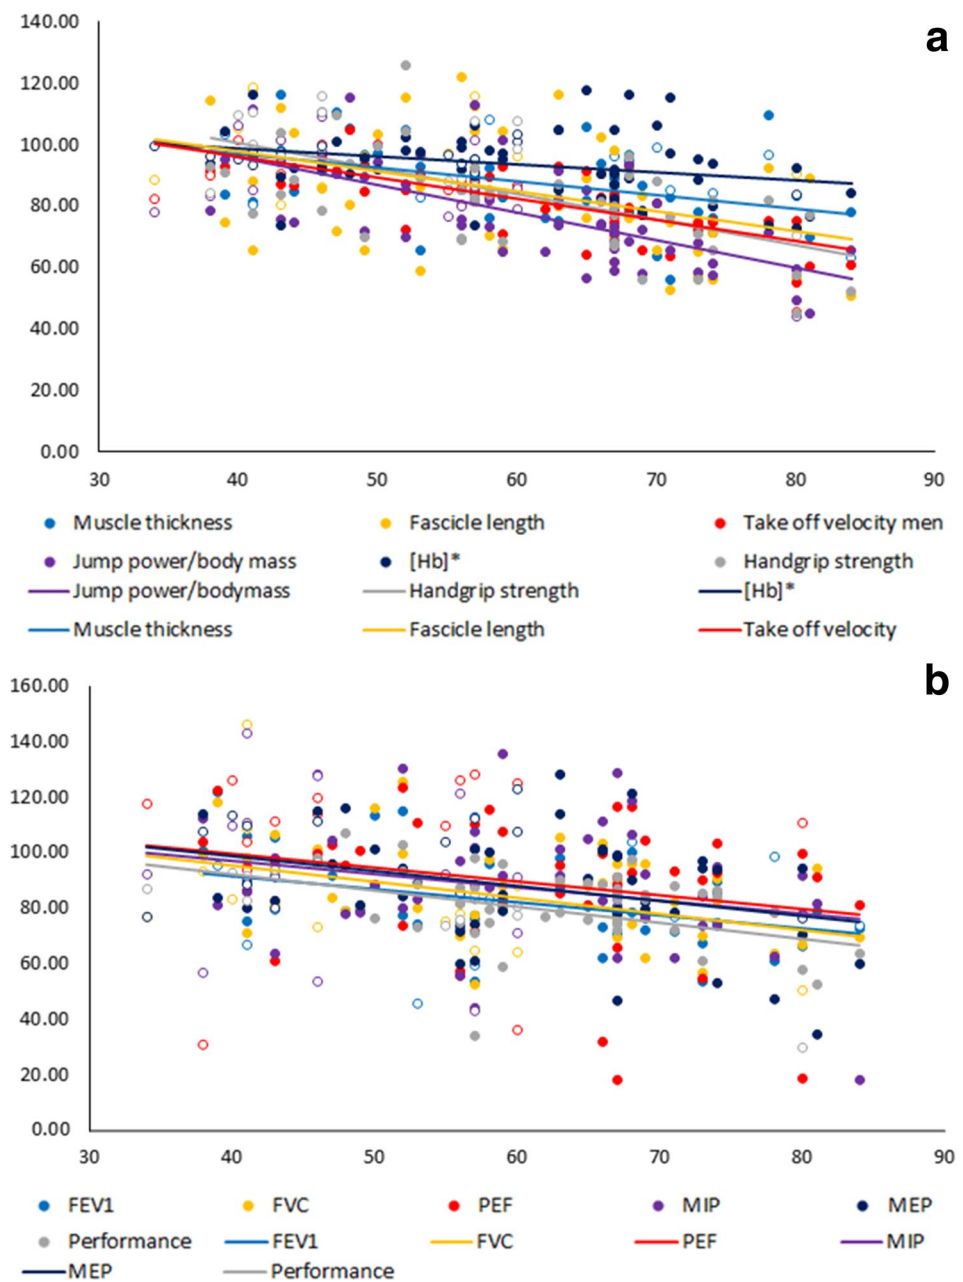 140.00
a
120.00
100.00
80.00
60.00
40.00
20.00
0.00
30 40 50 60 70 80 90
Muscle thickness Fascicle length Take off velocity men
Jump power/body mass [Hb]* Handgrip strength
Jump power/bodymass Handgrip strength [Hb]*
Muscle thickness Fascicle length Take off velocity
160.00
b
140.00
120.00
100.00
80.00
60.00
40.00
20.00
0.00
30 40 50 60 70 80 90
FEV1 FVC PEF MIP MEP
Performance FEV1 FVC PEF MIP
MEP Performance